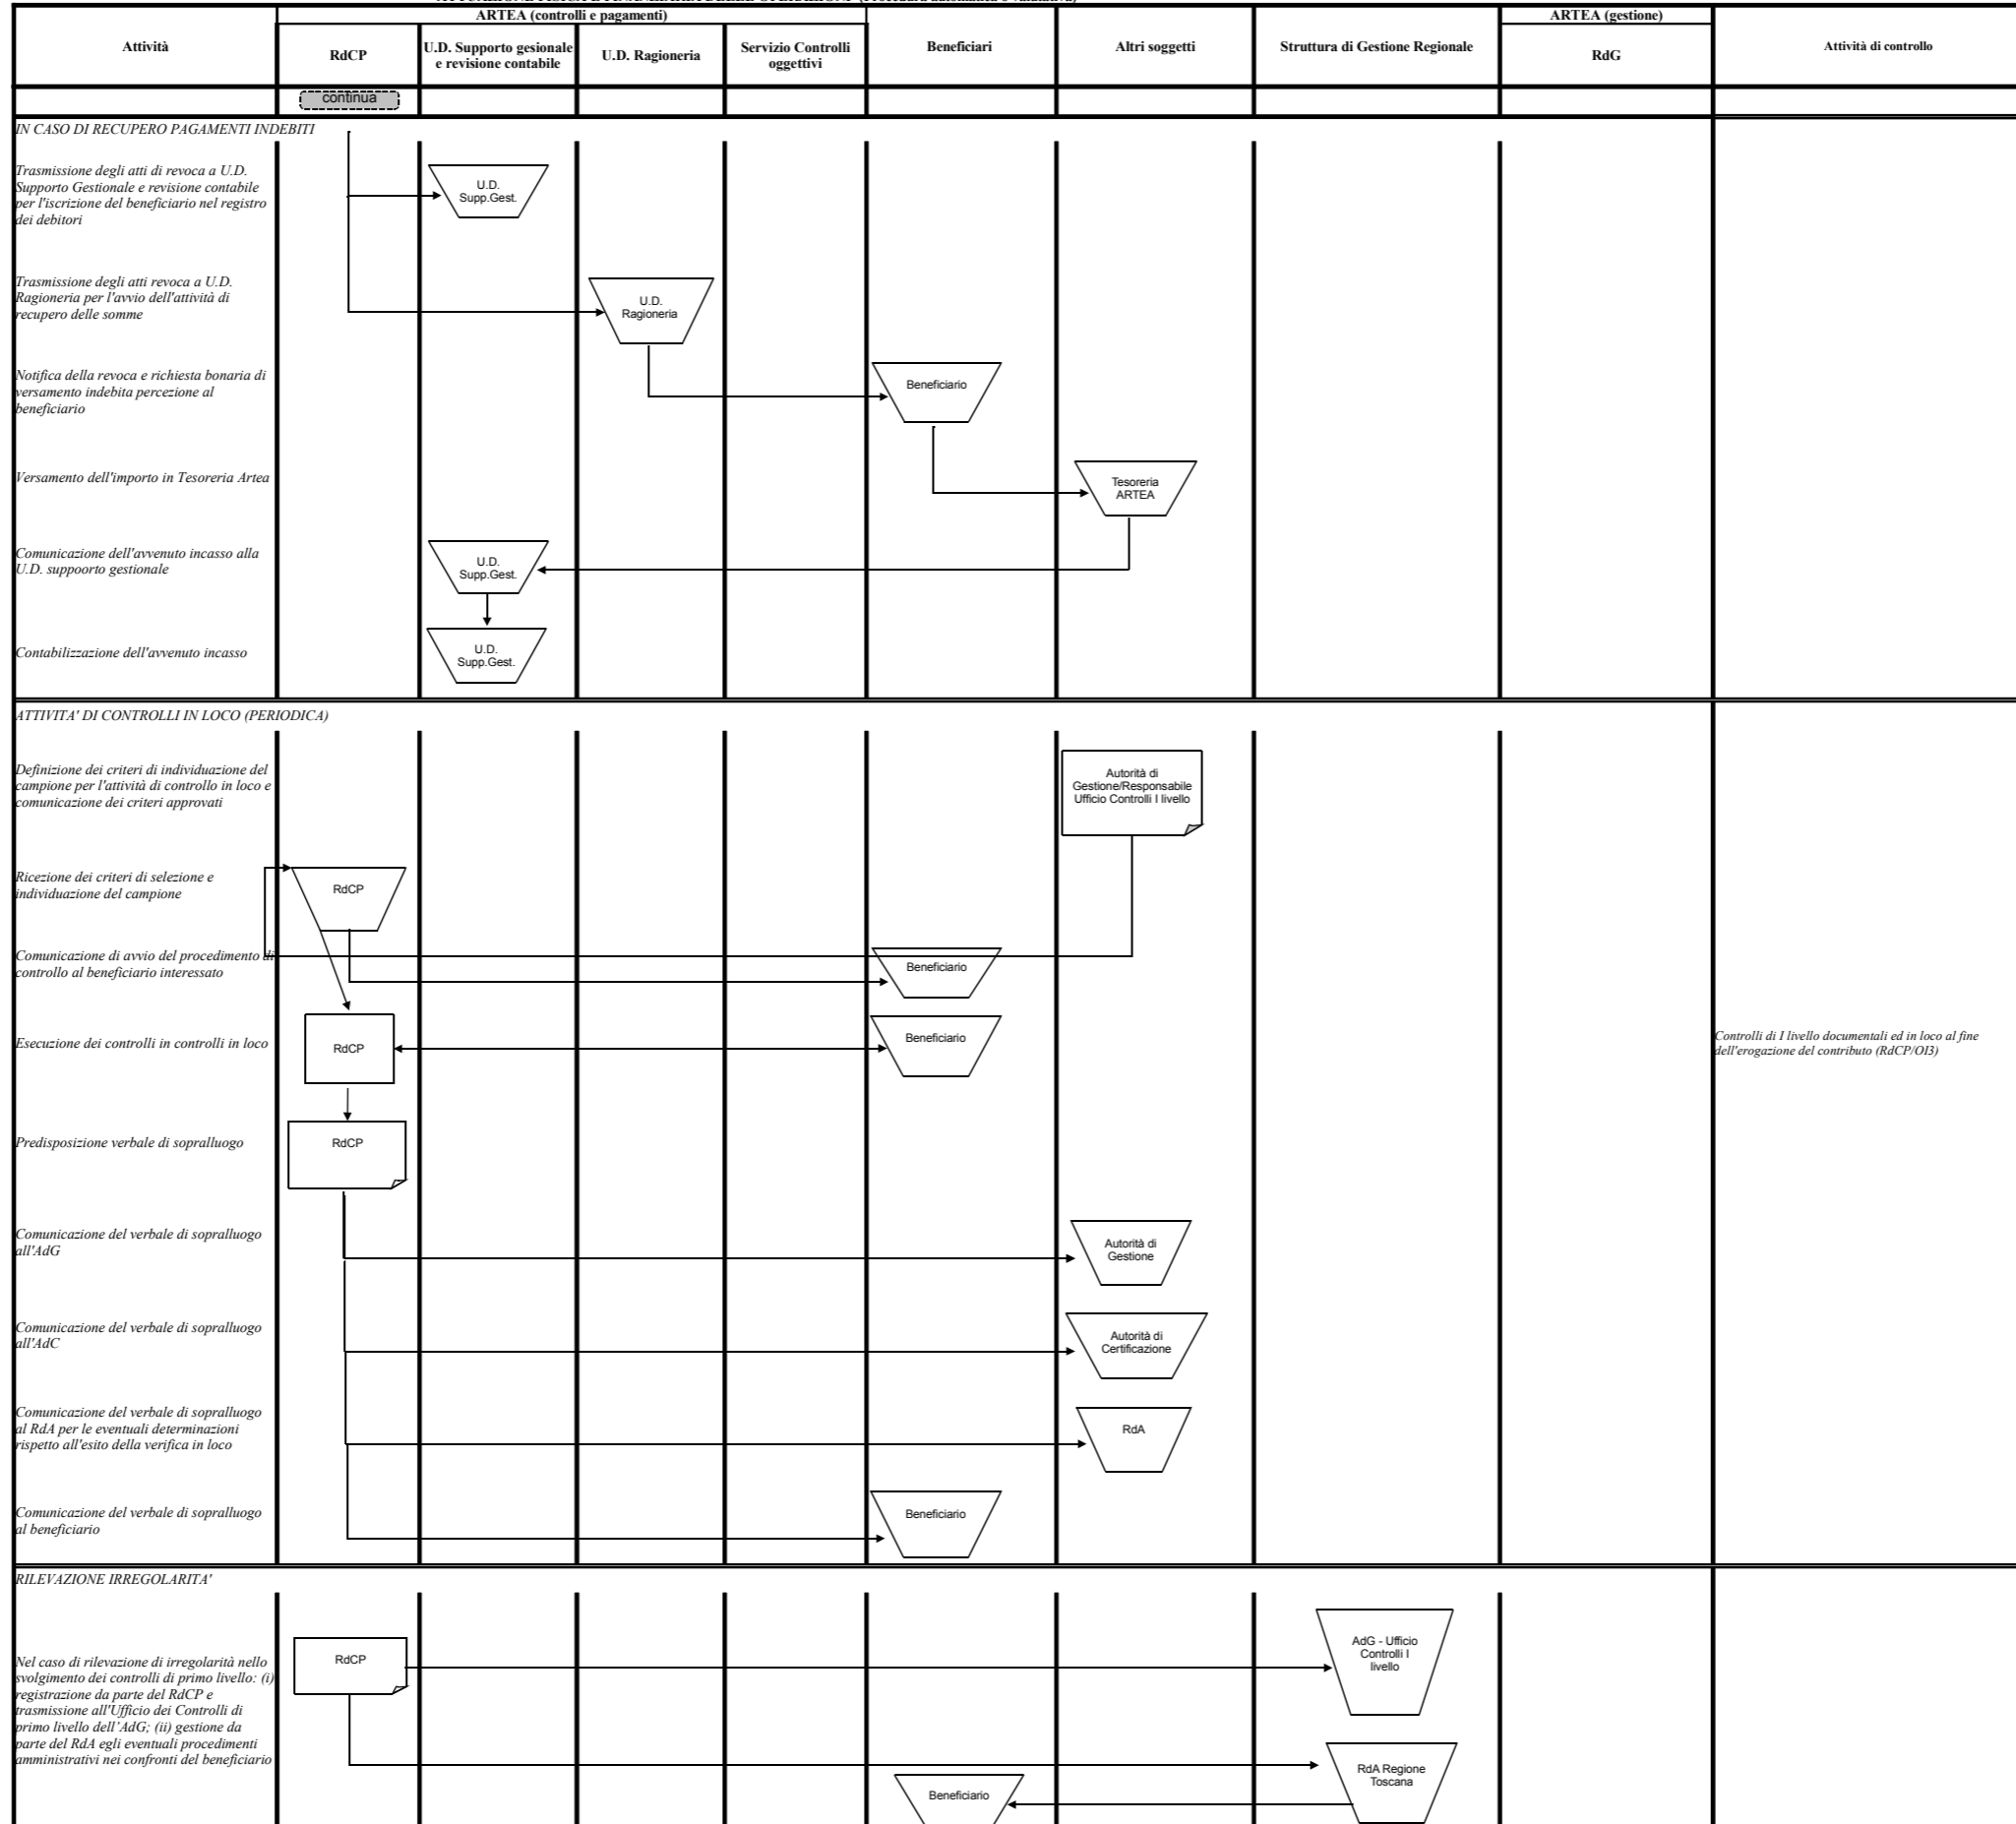 ARTEA (controlli e pagamenti)
ARTEA (gestione)
Attività
RdCP
U.D. Supporto gesionale
e revisione contabile
U.D. Ragioneria
Servizio Controlli
oggettivi
Beneficiari
Altri soggetti
Struttura di Gestione Regionale
RdG
Attività di controllo
continua
IN CASO DI RECUPERO PAGAMENTI INDEBITI
Trasmissione degli atti di revoca a U.D.
Supporto Gestionale e revisione contabile
per l'iscrizione del beneficiario nel registro
dei debitori
U.D.
Supp.Gest.
Trasmissione degli atti revoca a U.D.
Ragioneria per l'avvio dell'attività di
recupero delle somme
U.D.
Ragioneria
Notifica della revoca e richiesta bonaria di
versamento indebita percezione al
beneficiario
Beneficiario
Versamento dell'importo in Tesoreria Artea
Tesoreria
ARTEA
Comunicazione dell'avvenuto incasso alla
U.D. suppoorto gestionale
U.D.
Supp.Gest.
Contabilizzazione dell'avvenuto incasso
U.D.
Supp.Gest.
ATTIVITA' DI CONTROLLI IN LOCO (PERIODICA)
Definizione dei criteri di individuazione del
campione per l'attività di controllo in loco e
comunicazione dei criteri approvati
Autorità di
Gestione/Responsabile
Ufficio Controlli I livello
Ricezione dei criteri di selezione e
individuazione del campione
RdCP
Comunicazione di avvio del procedimento di
controllo al beneficiario interessato
Beneficiario
Esecuzione dei controlli in controlli in loco
RdCP
Beneficiario
Controlli di I livello documentali ed in loco al fine
dell'erogazione del contributo (RdCP/OI3)
Predisposizione verbale di sopralluogo
RdCP
Comunicazione del verbale di sopralluogo
all'AdG
Autorità di
Gestione
Comunicazione del verbale di sopralluogo
all'AdC
Autorità di
Certificazione
Comunicazione del verbale di sopralluogo
al RdA per le eventuali determinazioni
rispetto all'esito della verifica in loco
RdA
Comunicazione del verbale di sopralluogo
al beneficiario
Beneficiario
RILEVAZIONE IRREGOLARITA'
Nel caso di rilevazione di irregolarità nello
svolgimento dei controlli di primo livello: (i)
registrazione da parte del RdCP e
trasmissione all'Ufficio dei Controlli di
primo livello dell'AdG; (ii) gestione da
parte del RdA egli eventuali procedimenti
amministrativi nei confronti del beneficiario
RdCP
AdG - Ufficio
Controlli I
livello
RdA Regione
Toscana
Beneficiario